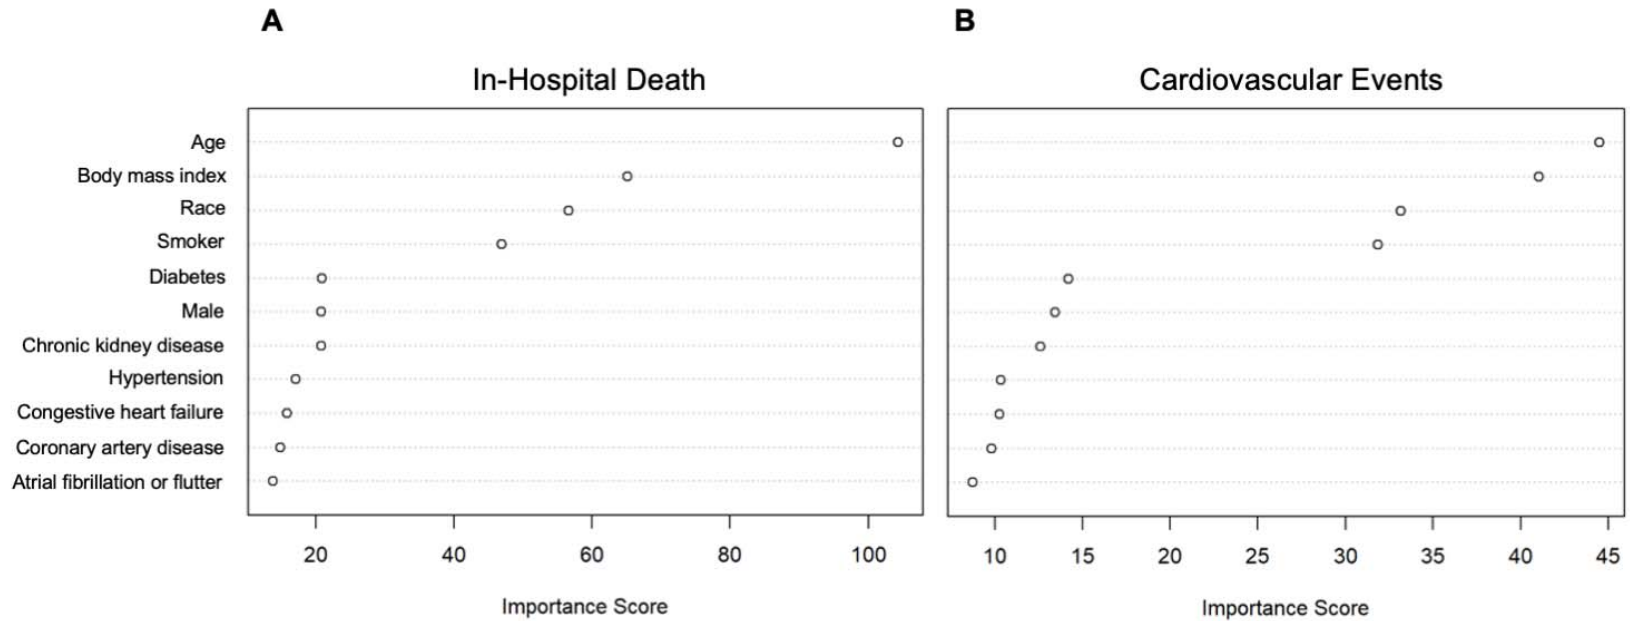 A
B
In-Hospital Death
Cardiovascular Events
Age
Body mass index
Race
Smoker
Diabetes
Male
Chronic kidney disease
Hypertension
Congestive heart failure
Coronary artery disease
Atrial fibrillation or flutter
20 40 60 80 100
10 15 20 25 30 35 40 45
Importance Score
Importance Score